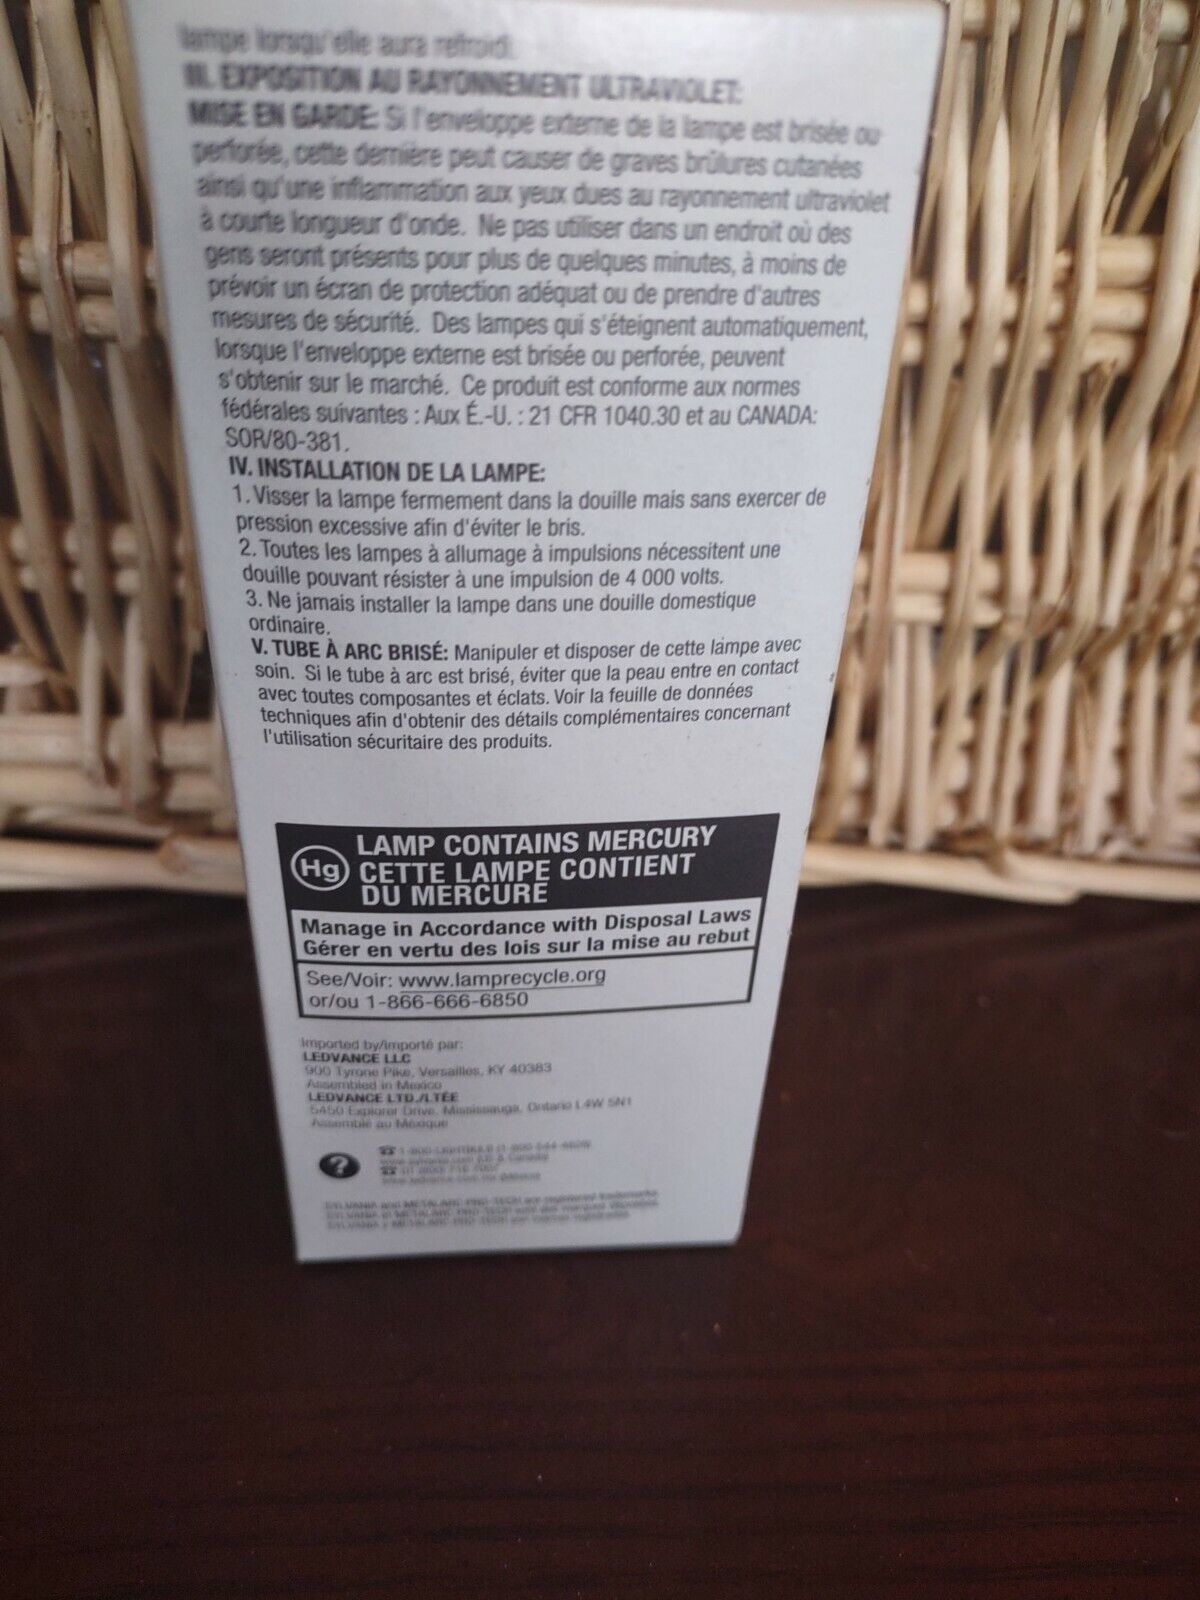 lampe lorsqu'elle aura refroidi.
III. EXPOSITION AU RAYONNEMENT ULTRAVIOLET:
MISE EN GARDE: Si l'enveloppe externe de la lampe est brisée ou
perforée, cette dernière peut causer de graves brûlures cutanées
ainsi qu'une inflammation aux yeux dues au rayonnement ultraviolet
à courte longueur d'onde. Ne pas utiliser dans un endroit où des
gens seront présents pour plus de quelques minutes, à moins de
prévoir un écran de protection adéquat ou de prendre d'autres
mesures de sécurité. Des lampes qui s'éteignent automatiquement,
lorsque l'enveloppe externe est brisée ou perforée, peuvent
s'obtenir sur le marché. Ce produit est conforme aux normes
fédérales suivantes : Aux É.-U. : 21 CFR 1040.30 et au CANADA:
SOR/80-381.
IV. INSTALLATION DE LA LAMPE:
1. Visser la lampe fermement dans la douille mais sans exercer de
pression excessive afin d'éviter le bris.
2. Toutes les lampes à allumage à impulsions nécessitent une
douille pouvant résister à une impulsion de 4 000 volts.
3. Ne jamais installer la lampe dans une douille domestique
ordinaire.
V. TUBE À ARC BRISÉ: Manipuler et disposer de cette lampe avec
soin. Si le tube à arc est brisé, éviter que la peau entre en contact
avec toutes composantes et éclats. Voir la feuille de données
techniques afin d'obtenir des détails complémentaires concernant
l'utilisation sécuritaire des produits.
Hg LAMP CONTAINS MERCURY
CETTE LAMPE CONTIENT
DU MERCURE
Manage in Accordance with Disposal Laws
Gérer en vertu des lois sur la mise au rebut
See/Voir: www.lamprecycle.org
or/ou 1-866-666-6850
Imported by/Importé par:
LEDVANCE LLC
900 Tyrone Pike, Versailles, KY 40383
Assembled in Mexico
LEDVANCE LTD./LTÉE
5450 Explorer Drive, Mississauga, Ontario L4W 5N1
Assemblé au Mexique
?
☎ 1-800-LIGHTBULB
SYLVANIA and METALARC PRO-TECH are registered trademarks